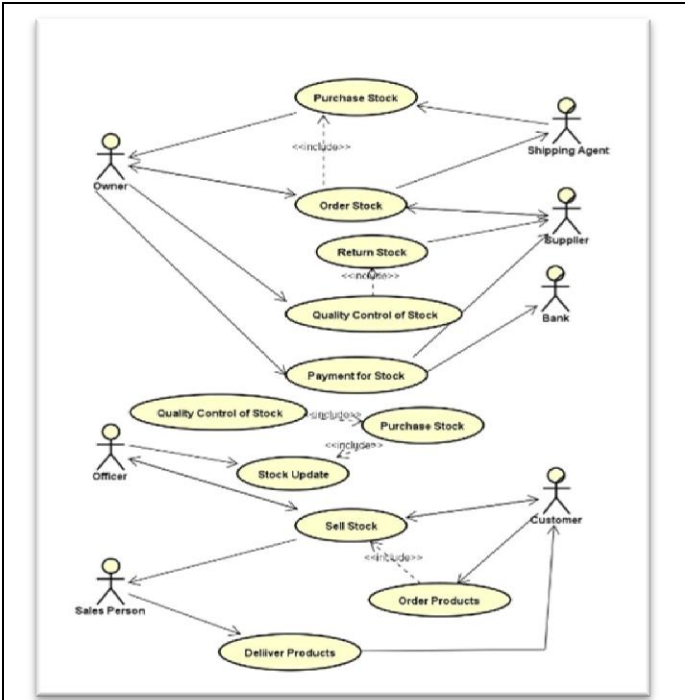 Purchase Stock
<<include>>
Shipping Agent
Owner
Order Stock
Supplier
Return Stock
<<include>>
Quality Control of Stock
Bank
Payment for Stock
Quality Control of Stock
<<include>>
Purchase Stock
<<include>>
Officer
Stock Update
Sell Stock
Customer
<<include>>
Order Products
Sales Person
Deliver Products